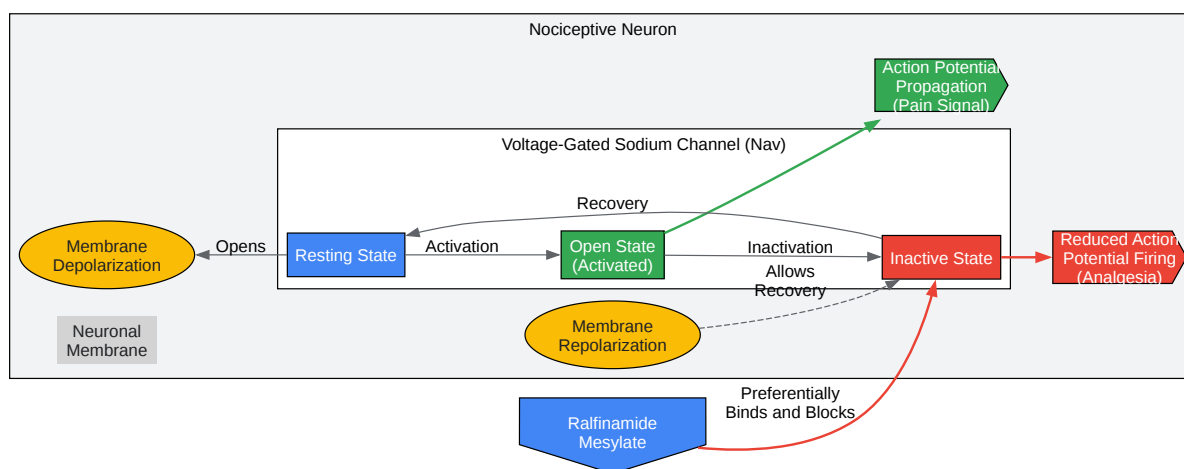 Nociceptive Neuron
Action Potential
Propagation
(Pain Signal)
Voltage-Gated Sodium Channel (Nav)
Recovery
Membrane
Depolarization
Opens
Resting State
Activation
Open State
(Activated)
Inactivation
Allows
Recovery
Inactive State
Reduced Action
Potential Firing
(Analgesia)
Neuronal
Membrane
Membrane
Repolarization
Preferentially
Binds and Blocks
Ralfinamide
Mesylate